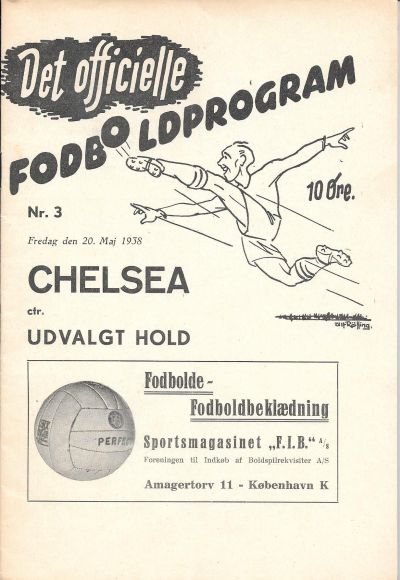 Det officielle
FODBOLDPROGRAM
10 Øre.
Nr. 3
Fredag den 20. Maj 1938
CHELSEA
ctr.
UDVALGT HOLD
Fodbolde-
Fodboldbeklædning
Sportsmagasinet „F.I.B.“ A/S
Foreningen til Indkøb af Boldspilrekvisiter A/S
Amagertorv 11 - København K